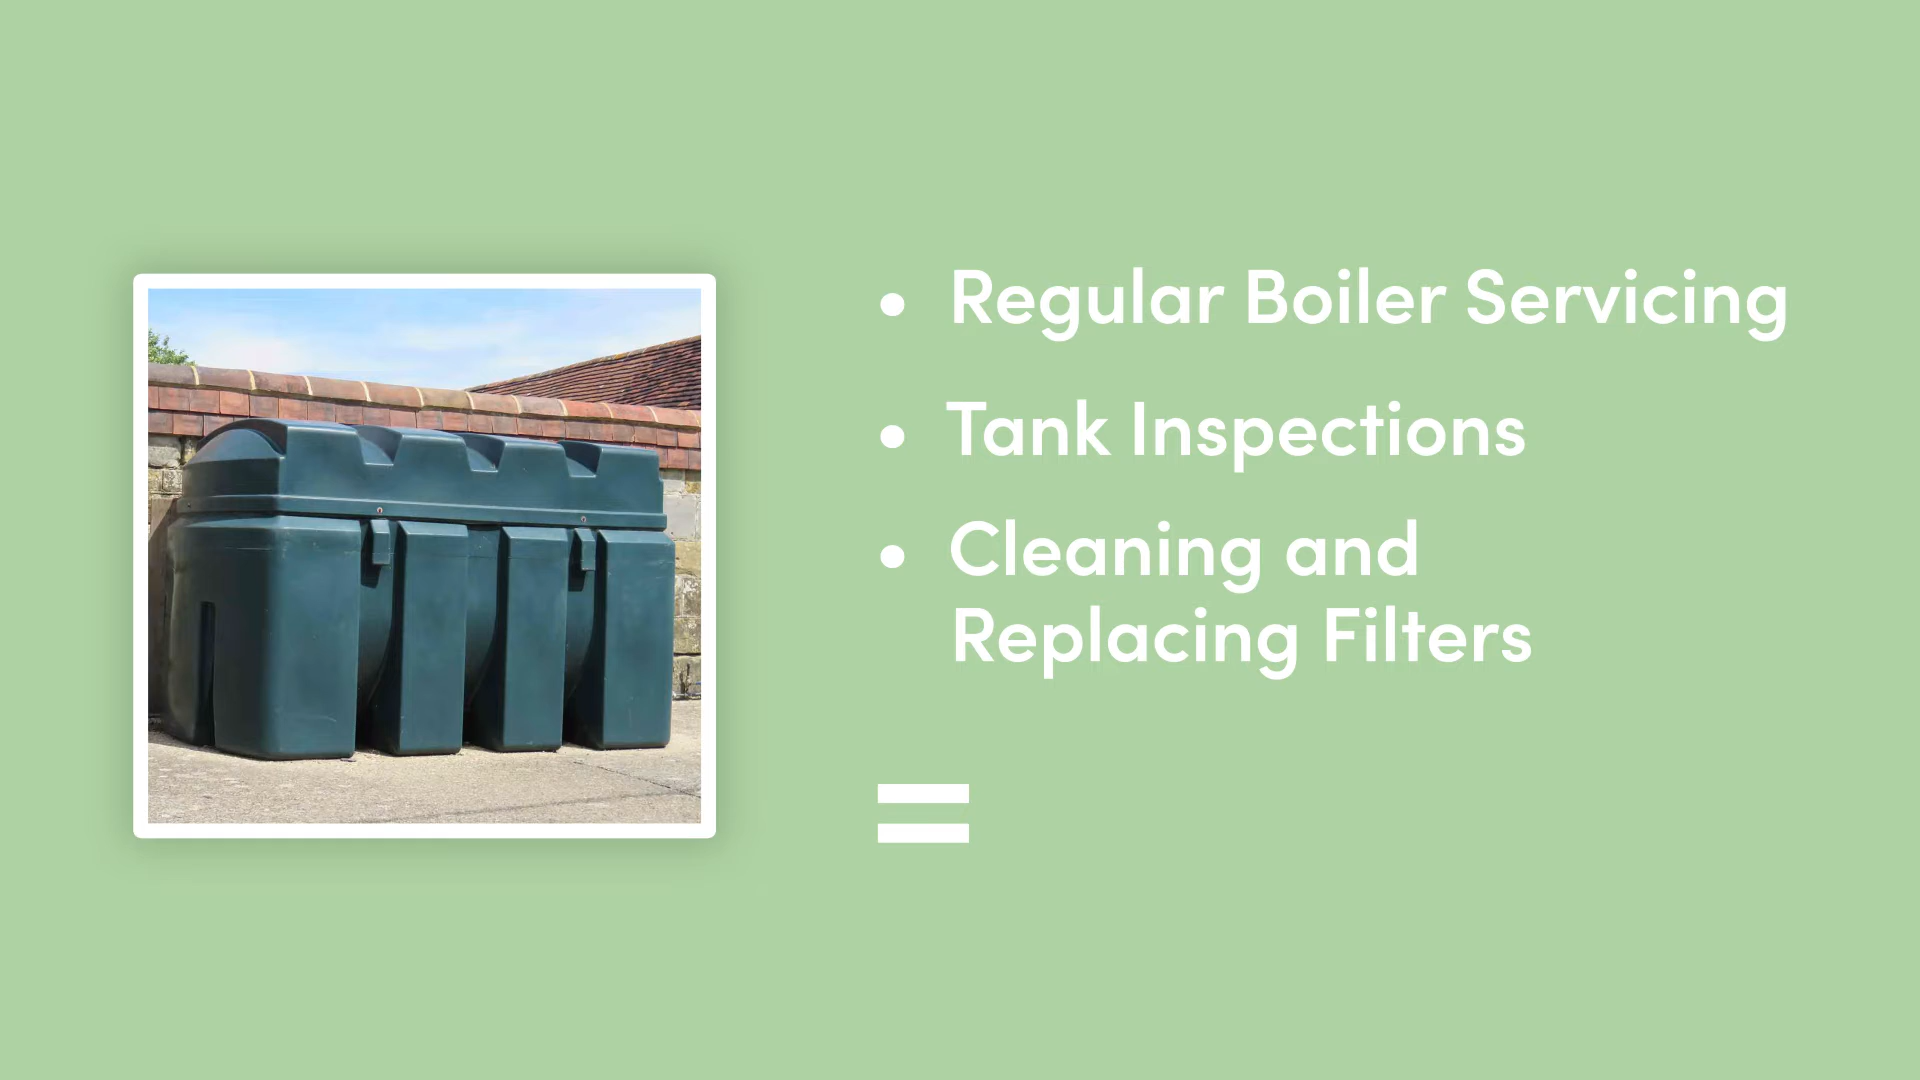 • Regular Boiler Servicing
• Tank Inspections
• Cleaning and
Replacing Filters
=